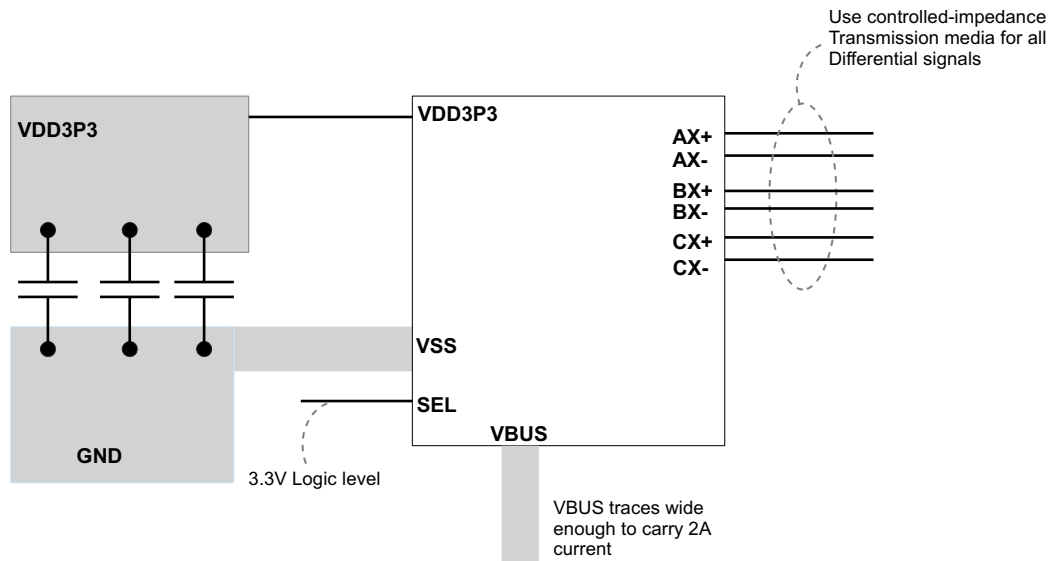 Use controlled-impedance
Transmission media for all
Differential signals
VDD3P3
VDD3P3
AX+
AX-
BX+
BX-
CX+
CX-
VSS
SEL
VBUS
GND
3.3V Logic level
VBUS traces wide
enough to carry 2A
current